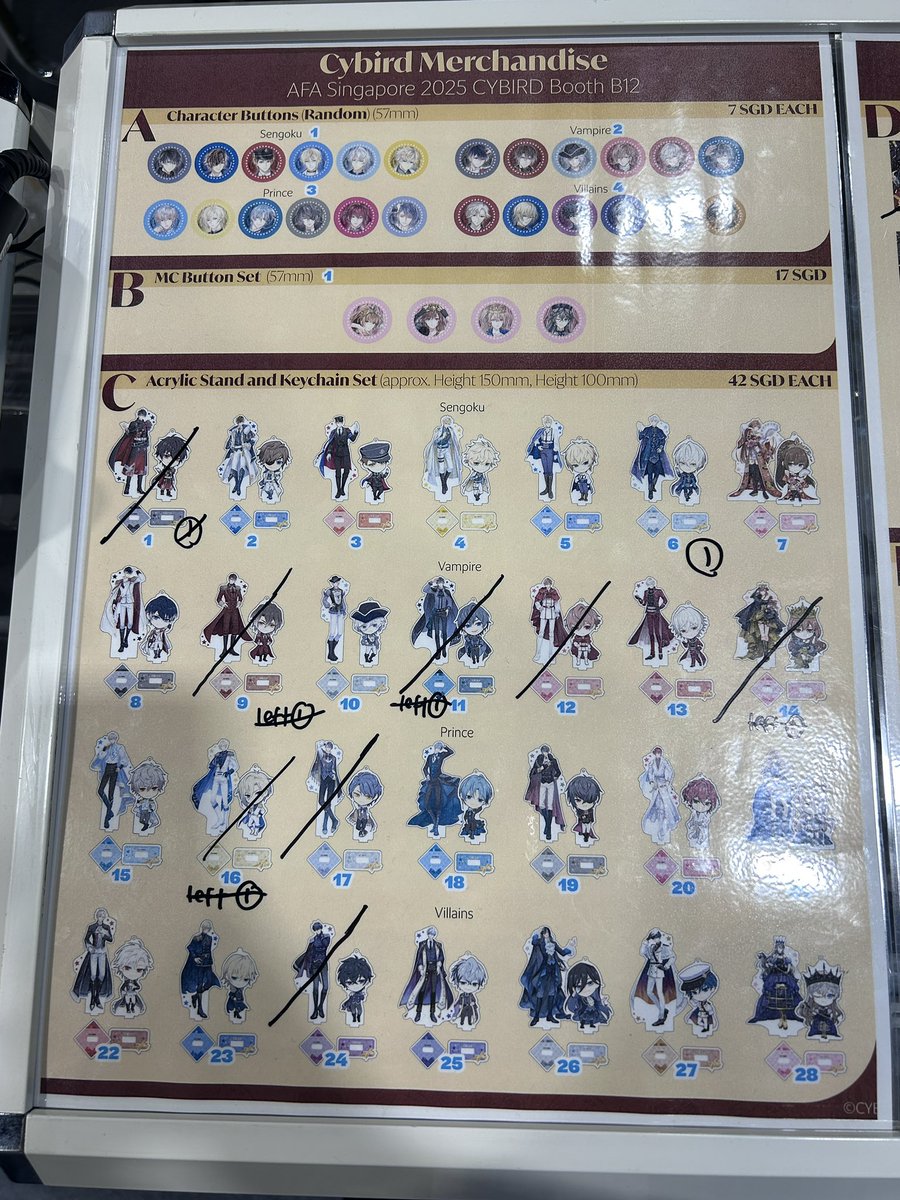 Cybird Merchandise
AFA Singapore 2025 CYBIRD Booth B12
A Character Buttons (Random) (57mm) 7 SGD EACH
Sengoku 1 Vampire 2
Prince 3 Villains 4
B MC Button Set (57mm) 1 17 SGD
C Acrylic Stand and Keychain Set (approx. Height 150mm, Height 100mm) 42 SGD EACH
Sengoku
1 2 3 4 5 6 7
1 1
Vampire
8 9 10 11 12 13 14
left 1 left 1
Prince
15 16 17 18 19 20
left 1
Villains
22 23 24 25 26 27 28
D